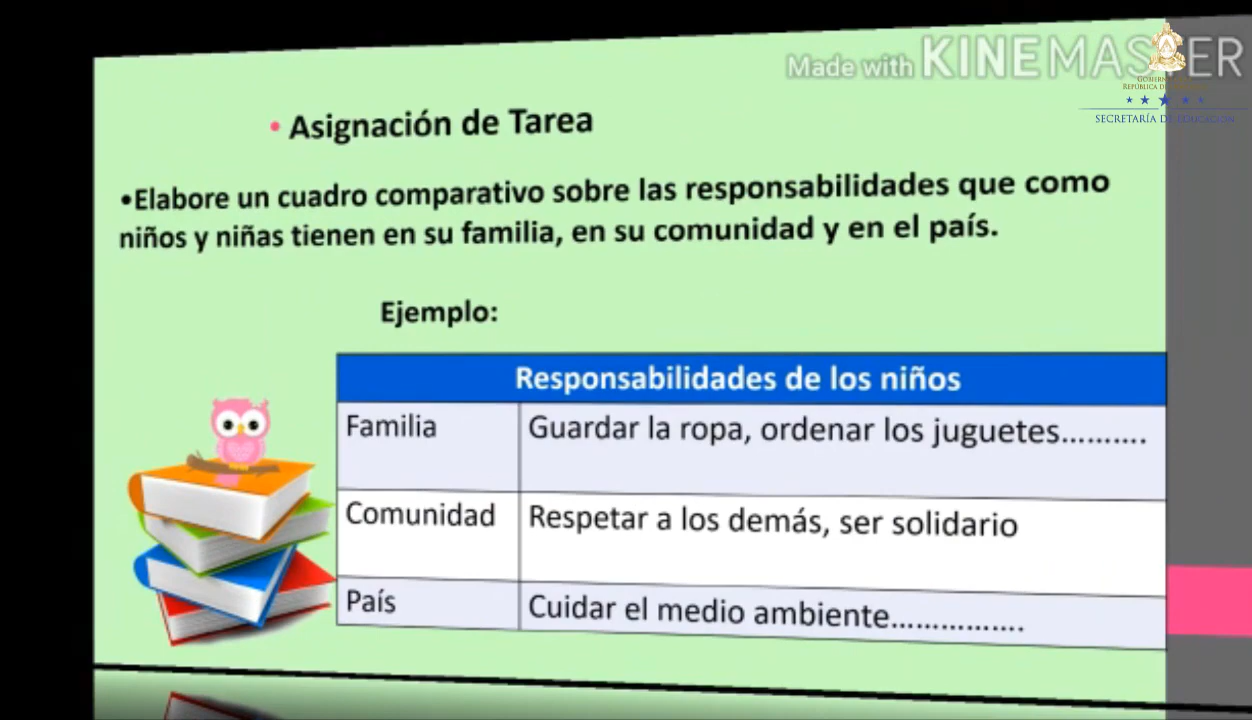 Made with KINEMASTER
REPÚBLICA DE
SECRETARÍA DE EDUCACIÓN
• Asignación de Tarea
•Elabore un cuadro comparativo sobre las responsabilidades que como
niños y niñas tienen en su familia, en su comunidad y en el país.
Ejemplo:
Responsabilidades de los niños
Familia Guardar la ropa, ordenar los juguetes..........
Comunidad Respetar a los demás, ser solidario
País Cuidar el medio ambiente................